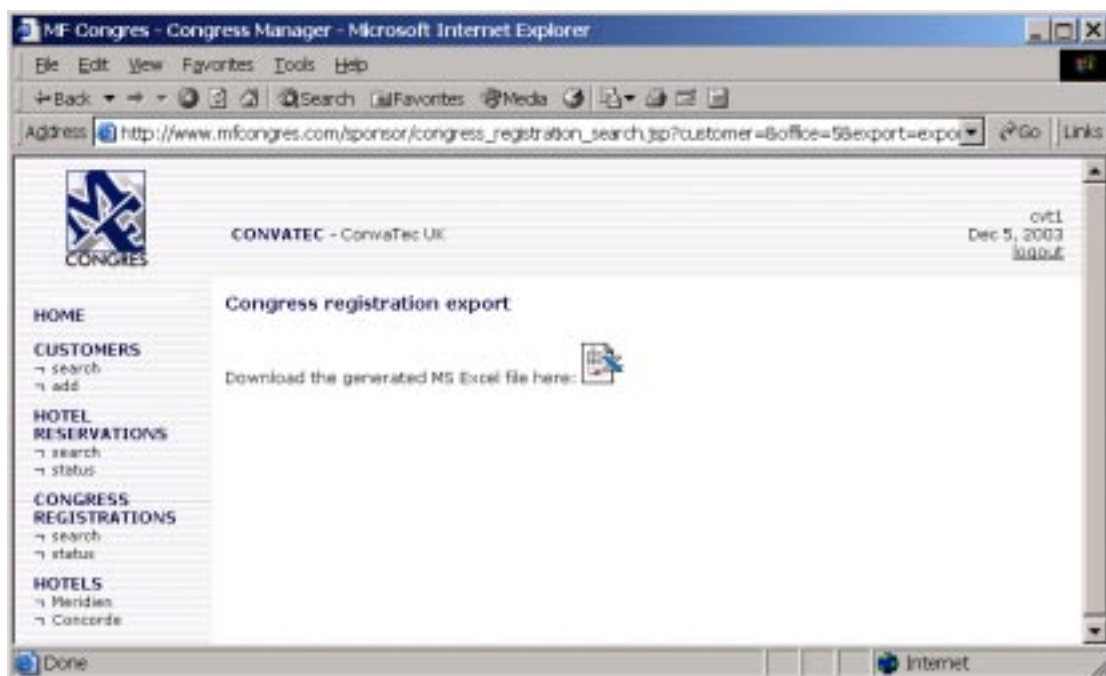 MF Congres - Congress Manager - Microsoft Internet Explorer
File Edit View Favorites Tools Help
Back Search Favorites Media
Address http://www.mfcongres.com/sponsor/congress_registration_search.jsp?customer=&office=5&export=expor Go Links
MF
CONGRES
CONVATEC - ConvaTec UK
cvt1
Dec 5, 2003
logout
HOME
CUSTOMERS
¬ search
¬ add
HOTEL
RESERVATIONS
¬ search
¬ status
CONGRESS
REGISTRATIONS
¬ search
¬ status
HOTELS
¬ Meridien
¬ Concorde
Congress registration export
Download the generated MS Excel file here:
Done Internet